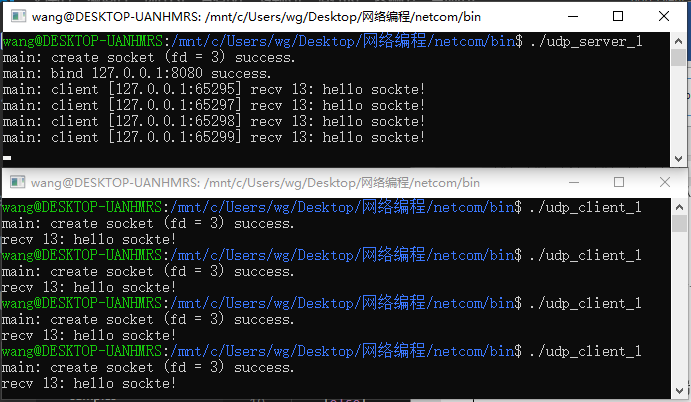 wang@DESKTOP-UANHMRS: /mnt/c/Users/wg/Desktop/网络编程/netcom/bin
wang@DESKTOP-UANHMRS:/mnt/c/Users/wg/Desktop/网络编程/netcom/bin$ ./udp_server_1
main: create socket (fd = 3) success.
main: bind 127.0.0.1:8080 success.
main: client [127.0.0.1:65295] recv 13: hello sockte!
main: client [127.0.0.1:65297] recv 13: hello sockte!
main: client [127.0.0.1:65298] recv 13: hello sockte!
main: client [127.0.0.1:65299] recv 13: hello sockte!
wang@DESKTOP-UANHMRS: /mnt/c/Users/wg/Desktop/网络编程/netcom/bin
wang@DESKTOP-UANHMRS:/mnt/c/Users/wg/Desktop/网络编程/netcom/bin$ ./udp_client_1
main: create socket (fd = 3) success.
recv 13: hello sockte!
wang@DESKTOP-UANHMRS:/mnt/c/Users/wg/Desktop/网络编程/netcom/bin$ ./udp_client_1
main: create socket (fd = 3) success.
recv 13: hello sockte!
wang@DESKTOP-UANHMRS:/mnt/c/Users/wg/Desktop/网络编程/netcom/bin$ ./udp_client_1
main: create socket (fd = 3) success.
recv 13: hello sockte!
wang@DESKTOP-UANHMRS:/mnt/c/Users/wg/Desktop/网络编程/netcom/bin$ ./udp_client_1
main: create socket (fd = 3) success.
recv 13: hello sockte!